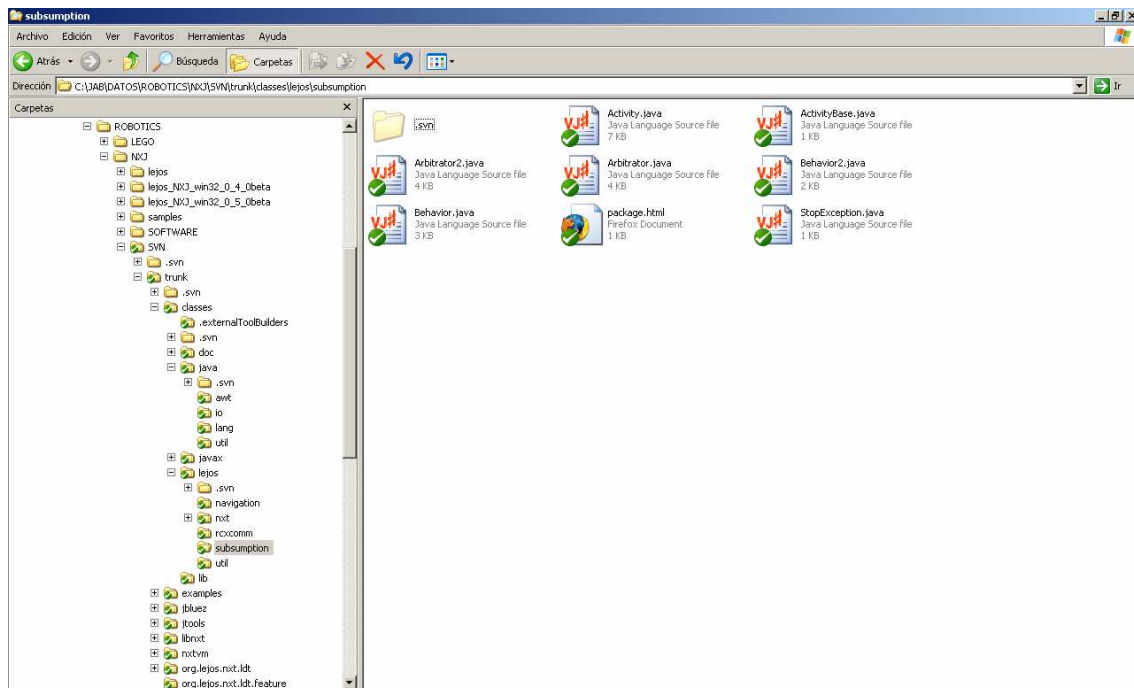 subsumption
Archivo Edición Ver Favoritos Herramientas Ayuda
Atrás Búsqueda Carpetas
Dirección C:\JAB\DATOS\ROBOTICS\NXJ\SVN\trunk\classes\lejos\subsumption Ir
Carpetas
ROBOTICS
LEGO
NXJ
lejos
lejos_NXJ_win32_0_4_0beta
lejos_NXJ_win32_0_5_0beta
samples
SOFTWARE
SVN
.svn
trunk
.svn
classes
.externalToolBuilders
.svn
doc
java
.svn
awt
io
lang
util
javax
lejos
.svn
navigation
nxt
rcxcomm
subsumption
util
lib
examples
jbluez
jtools
libnxt
nxtvm
org.lejos.nxt.ldt
org.lejos.nxt.ldt.feature
.svn
Activity.java
Java Language Source file
7 KB
ActivityBase.java
Java Language Source file
1 KB
Arbitrator2.java
Java Language Source file
4 KB
Arbitrator.java
Java Language Source file
4 KB
Behavior2.java
Java Language Source file
2 KB
Behavior.java
Java Language Source file
3 KB
package.html
Firefox Document
1 KB
StopException.java
Java Language Source file
1 KB